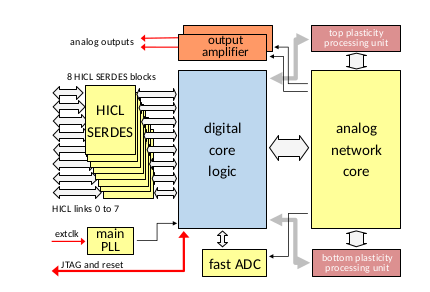 top plasticity
processing unit
output
amplifier
analog outputs
8 HICL SERDES blocks
HICL
SERDES
digital
core
logic
analog
network
core
HICL links 0 to 7
extclk
main
PLL
JTAG and reset
fast ADC
bottom plasticity
processing unit